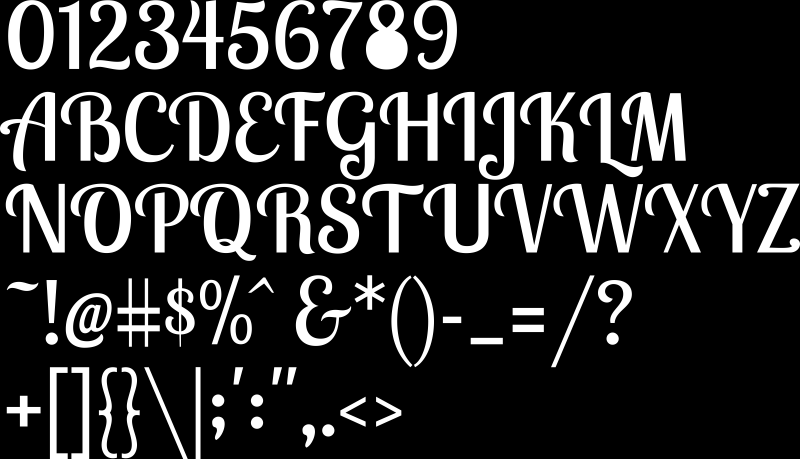 0123456789
ABCDEFGHIJKLM
NOPQRSTUVWXYZ
~!@#$%^ &*()-_=/?
+[]{}\|;':",.<>